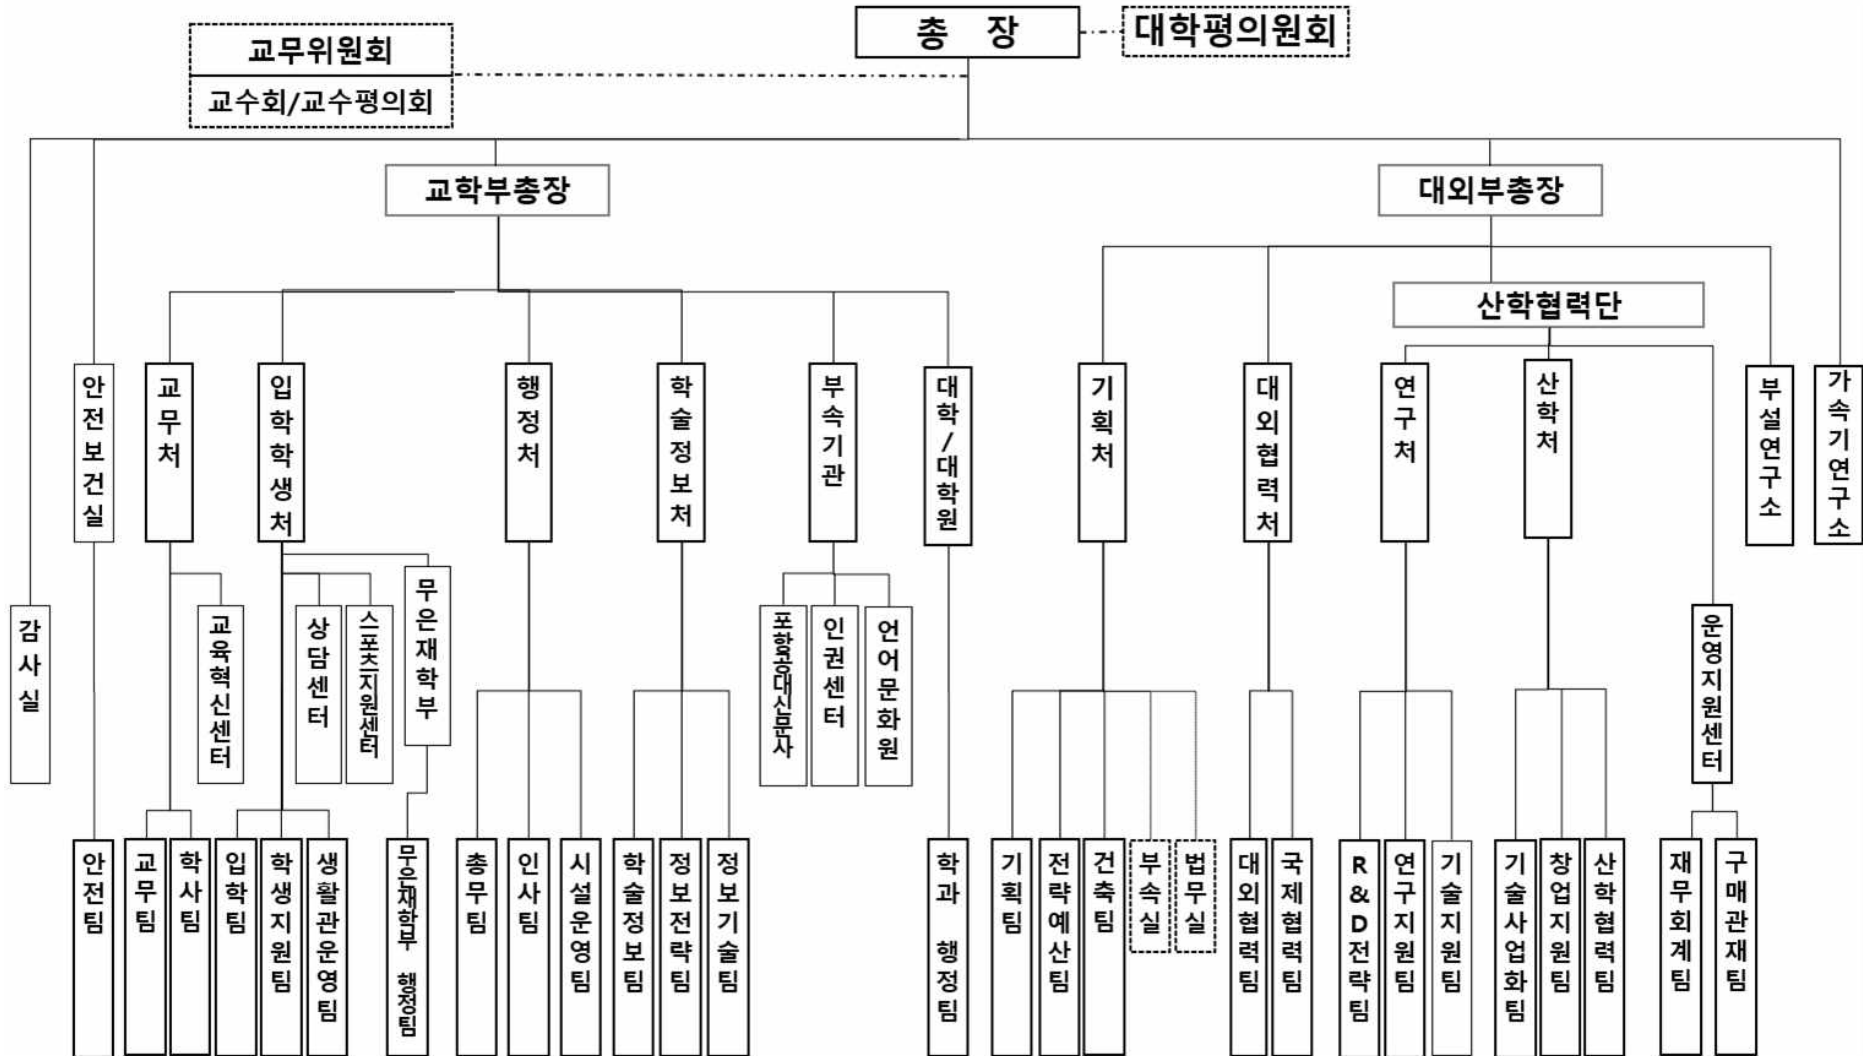 총 장
대학평의원회
교무위원회
교수회/교수평의회
교학부총장
대외부총장
산학협력단
안전보건실
교무처
입학학생처
행정처
학술정보처
부속기관
대학/대학원
기획처
대외협력처
연구처
산학처
부설연구소
가속기연구소
감사실
교육혁신센터
상담센터
스포츠지원센터
무은재학부
포항공대신문사
인권센터
언어문화원
운영지원센터
안전팀
교무팀
학사팀
입학팀
학생지원팀
생활관운영팀
무은재학부 행정팀
총무팀
인사팀
시설운영팀
학술정보팀
정보전략팀
정보기술팀
학과 행정팀
기획팀
전략예산팀
건축팀
부속실
법무실
대외협력팀
국제협력팀
R&D전략팀
연구지원팀
기술지원팀
기술사업화팀
창업지원팀
산학협력팀
재무회계팀
구매관재팀